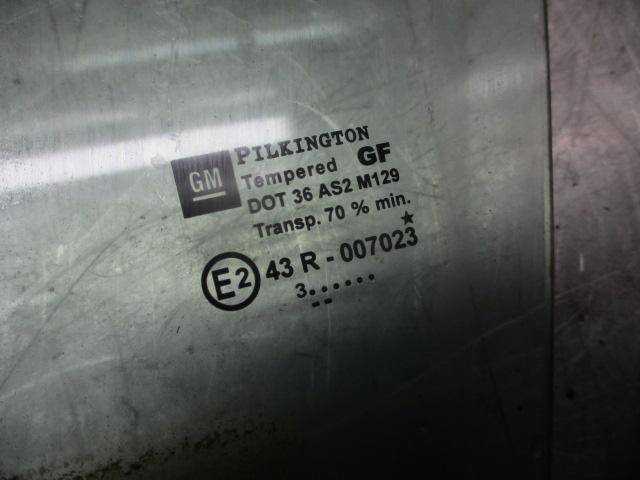 GM
PILKINGTON
Tempered GF
DOT 36 AS2 M129
Transp. 70 % min.
E2 43 R - 007023
3......